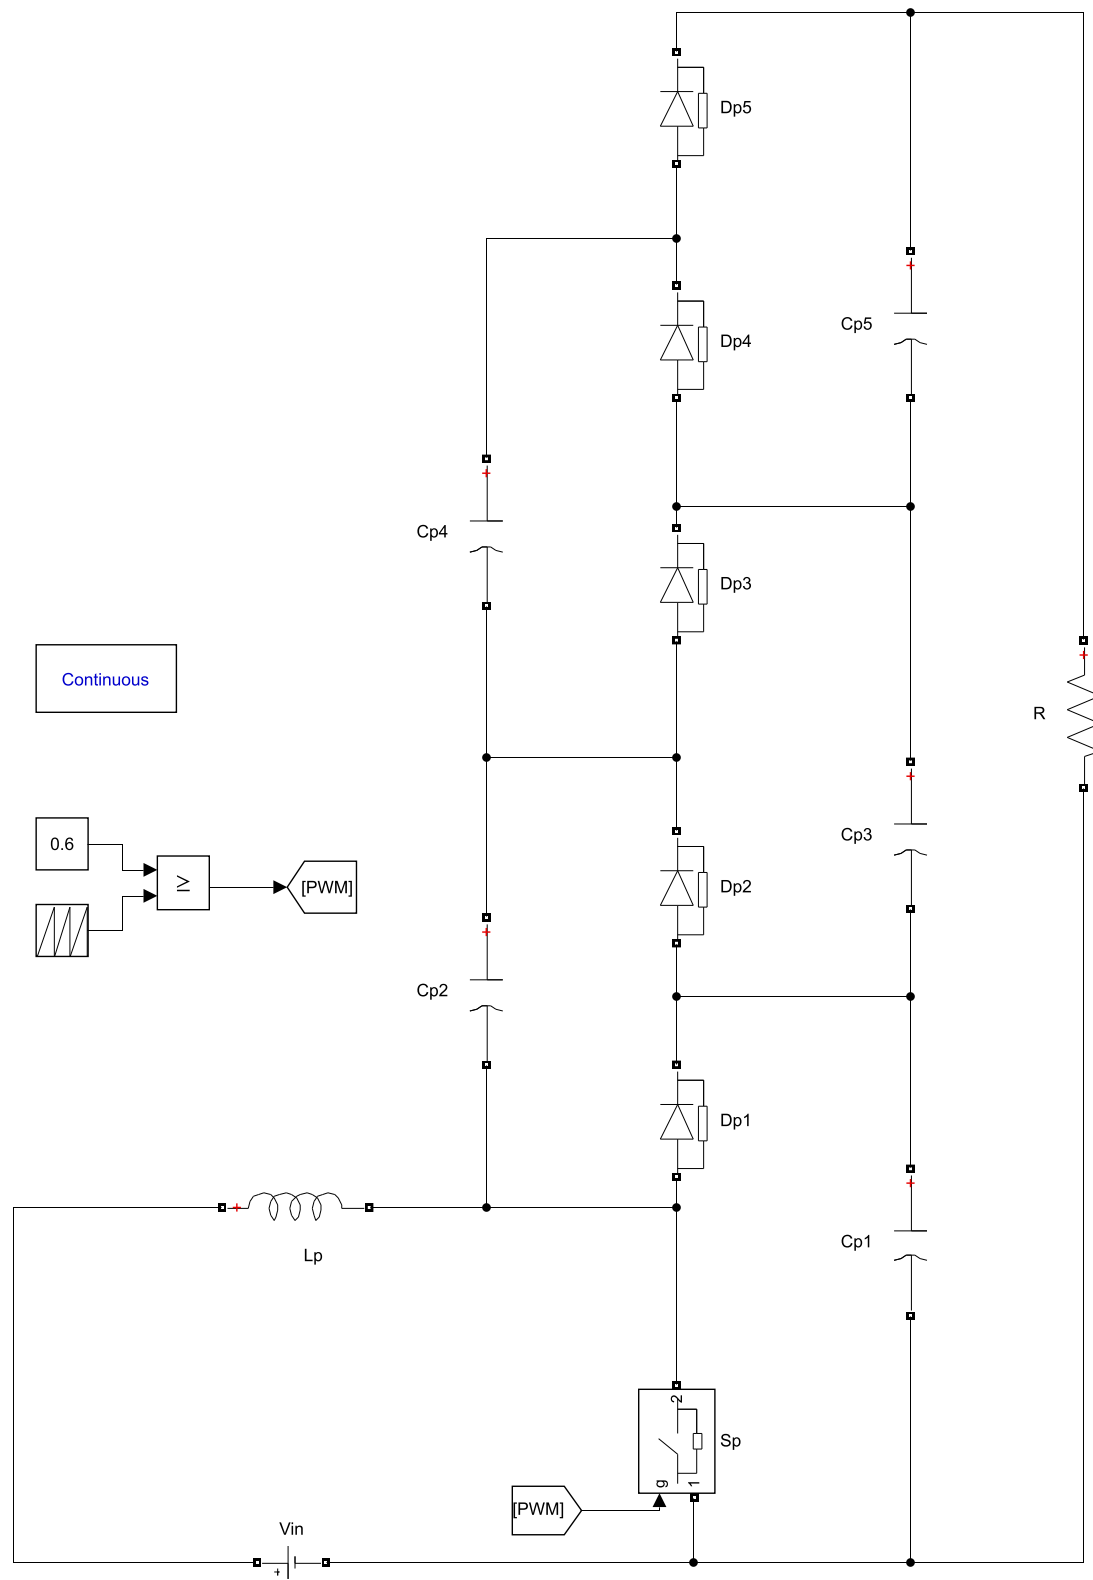 Dp5
Dp4
Cp5
Cp4
Dp3
Continuous
R
0.6
≥
[PWM]
Cp3
Dp2
Cp2
Dp1
Cp1
Lp
2
Sp
g
1
[PWM]
Vin